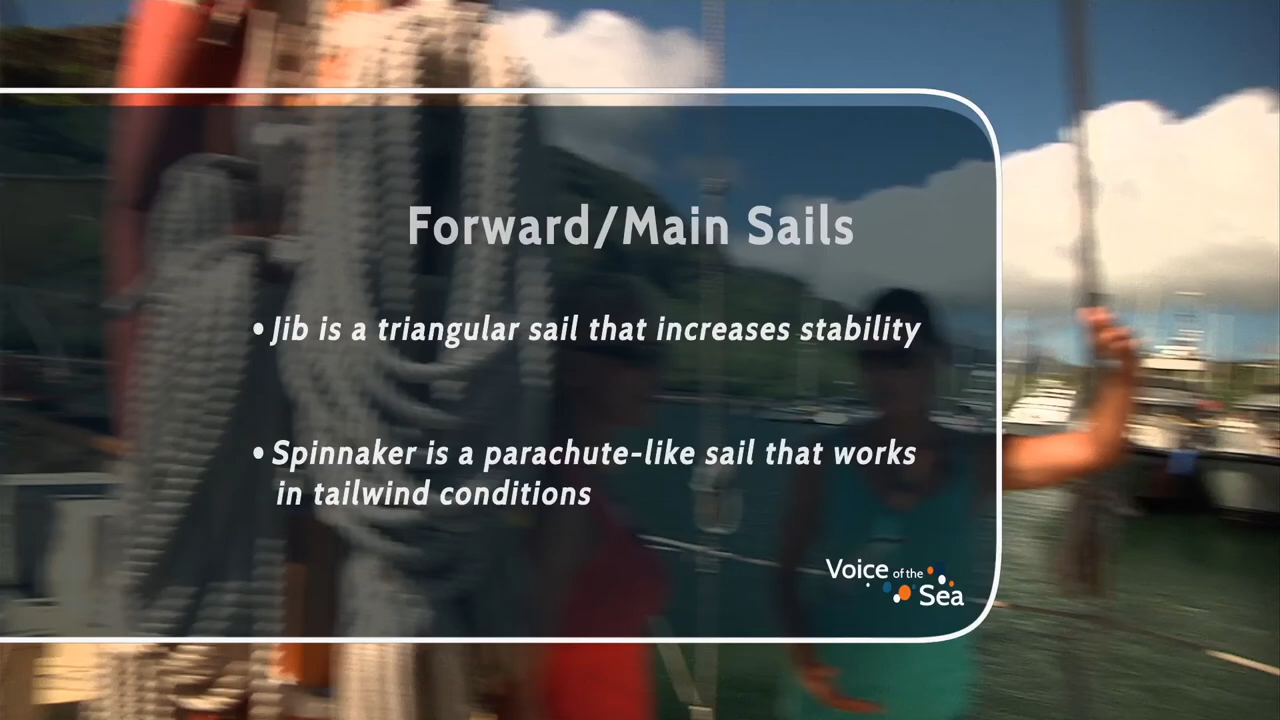 Forward/Main Sails
• Jib is a triangular sail that increases stability
• Spinnaker is a parachute-like sail that works
in tailwind conditions
Voice of the
Sea